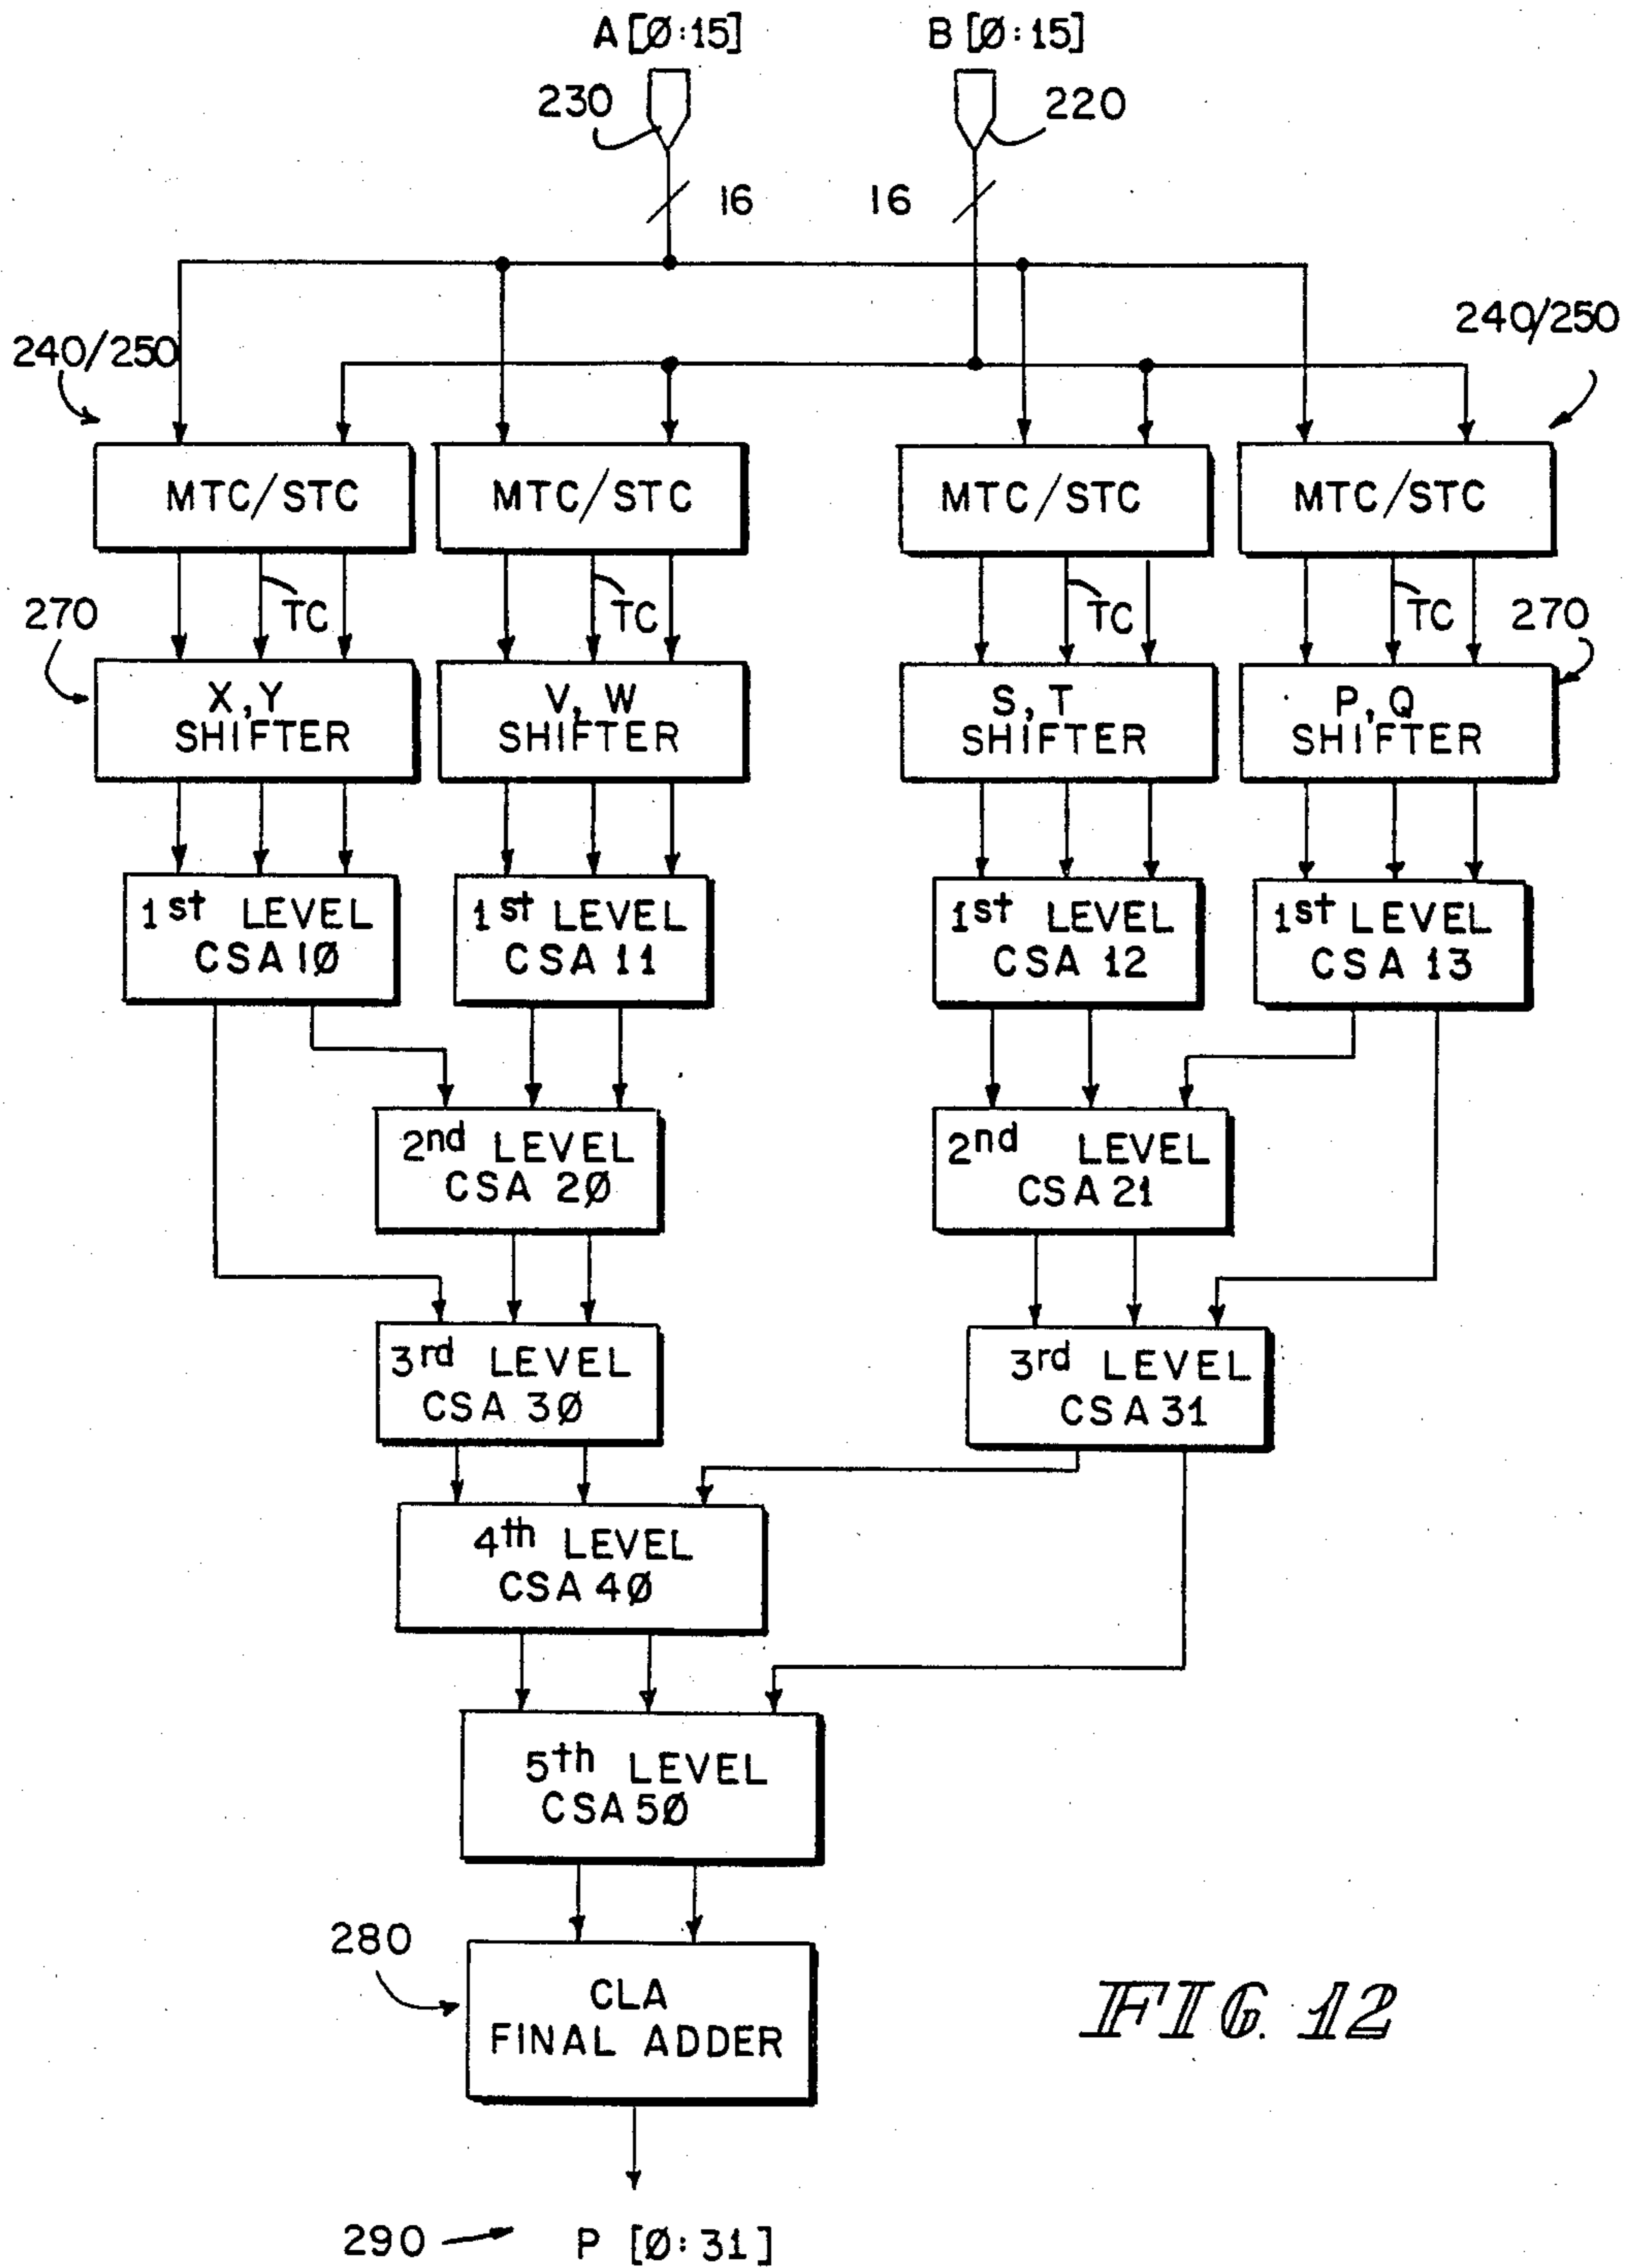 A [Ø:15] B [Ø:15]
230 220
16 16
240/250 240/250
MTC/STC MTC/STC MTC/STC MTC/STC
TC TC TC TC
270 270
X, Y SHIFTER
V, W SHIFTER
S, T SHIFTER
P, Q SHIFTER
1st LEVEL
CSA 1Ø
1st LEVEL
CSA 11
1st LEVEL
CSA 12
1st LEVEL
CSA 13
2nd LEVEL
CSA 2Ø
2nd LEVEL
CSA 21
3rd LEVEL
CSA 3Ø
3rd LEVEL
CSA 31
4th LEVEL
CSA 4Ø
5th LEVEL
CSA 5Ø
280
CLA
FINAL ADDER
FIG. 12
290 P [Ø:31]